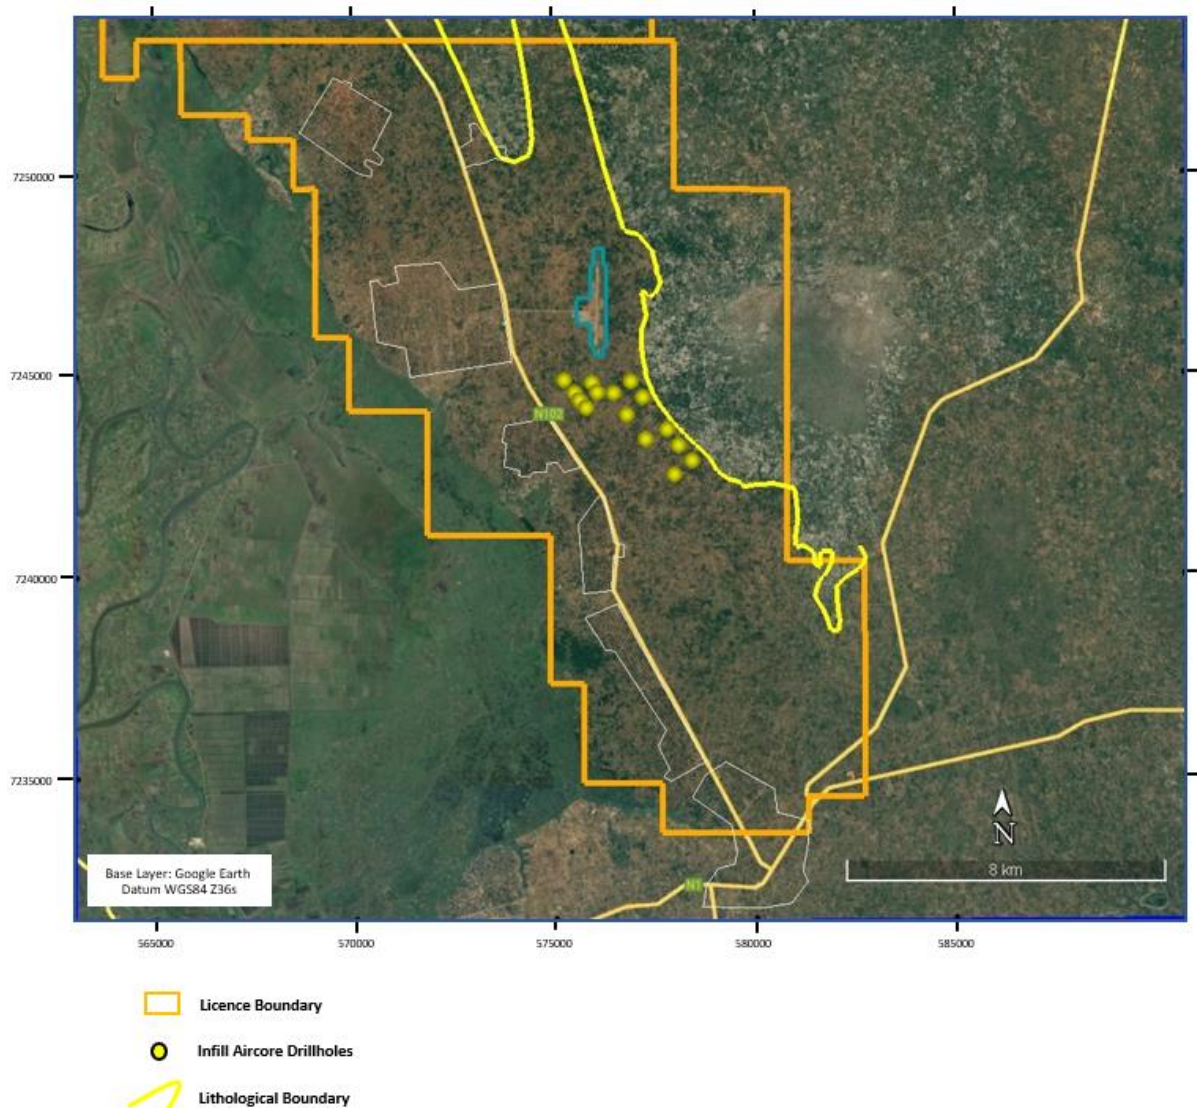 7250000
7245000
N102
7240000
7235000
N
8 km
Base Layer: Google Earth
Datum WGS84 Z36s
N1
565000
570000
575000
580000
585000
Licence Boundary
Infill Aircore Drillholes
Lithological Boundary